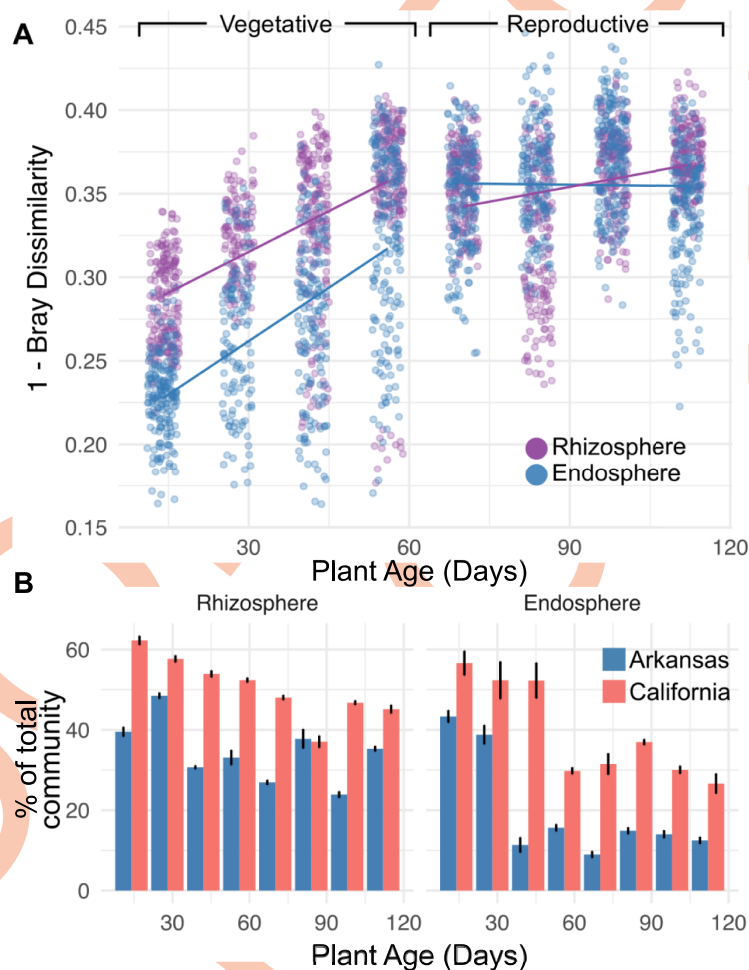 A
Vegetative
Reproductive
0.45
0.40
0.35
0.30
0.25
0.20
0.15
1 - Bray Dissimilarity
Rhizosphere
Endosphere
30
60
90
120
Plant Age (Days)
B
Rhizosphere
Endosphere
60
40
20
0
% of total
community
Arkansas
California
30
60
90
120
30
60
90
120
Plant Age (Days)